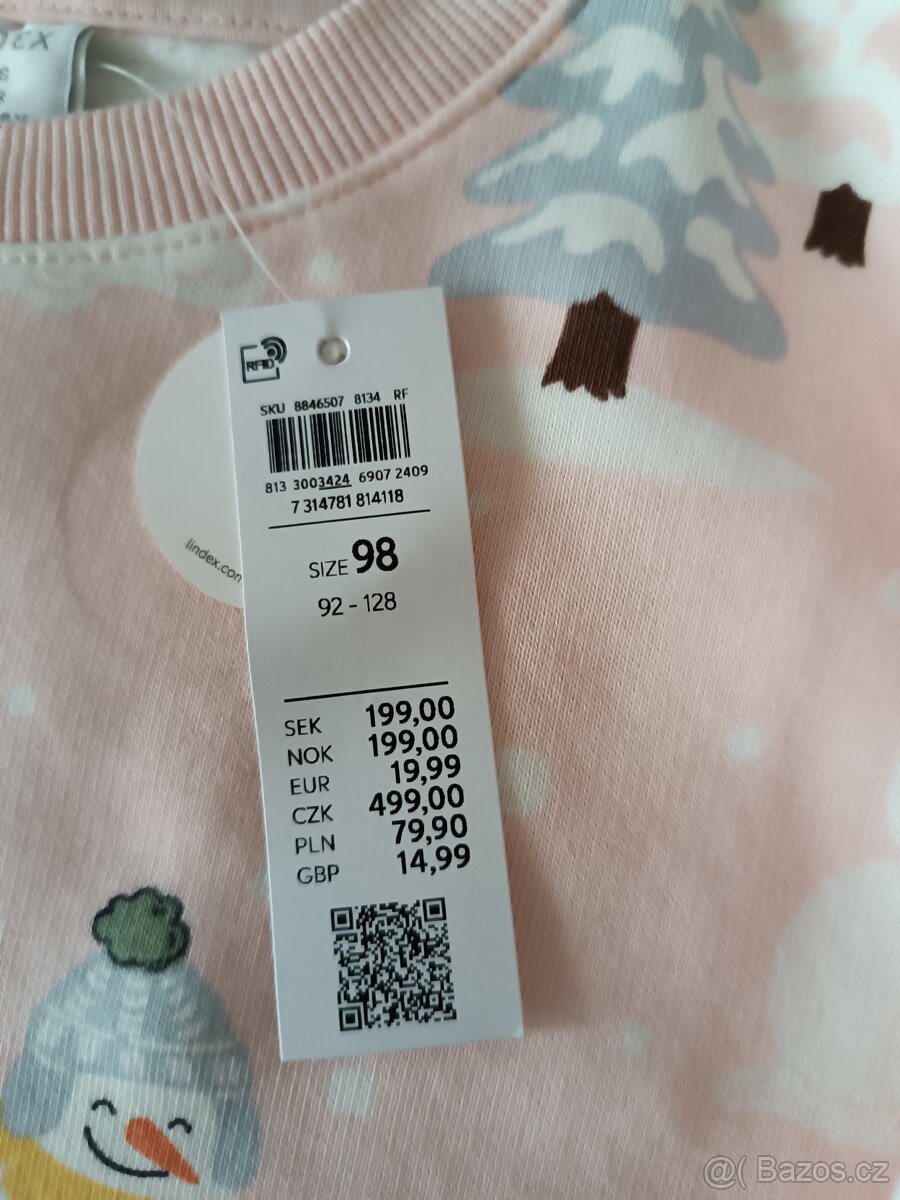 RFID
SKU 8846507 8134 RF
813 3003424 6907 2409
7 314781 814118
lindex.com
SIZE 98
92 - 128
SEK 199,00
NOK 199,00
EUR 19,99
CZK 499,00
PLN 79,90
GBP 14,99
@( Bazos.cz